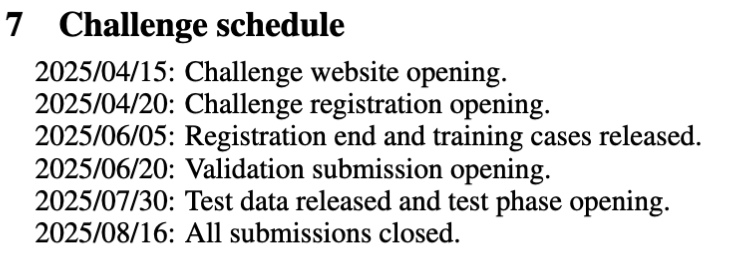 7 Challenge schedule
2025/04/15: Challenge website opening.
2025/04/20: Challenge registration opening.
2025/06/05: Registration end and training cases released.
2025/06/20: Validation submission opening.
2025/07/30: Test data released and test phase opening.
2025/08/16: All submissions closed.